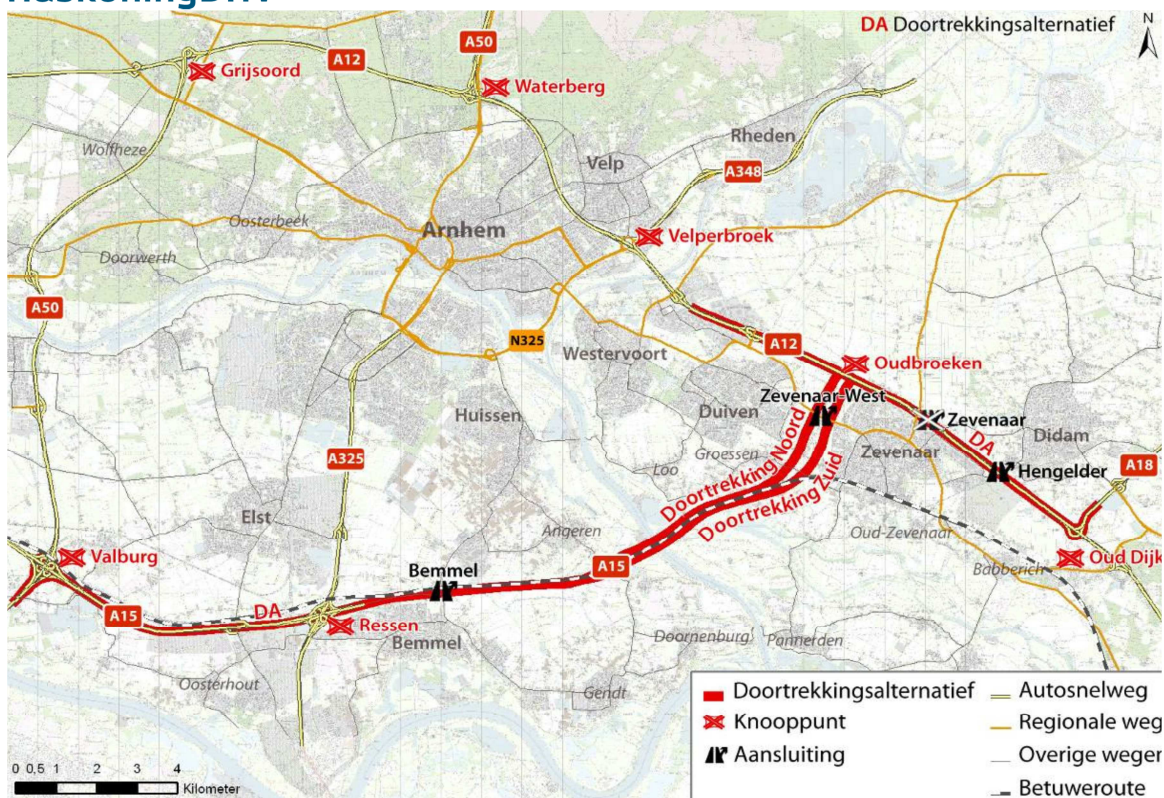 HaskoningDHV
DA Doortrekkingsalternatief
N
A50
A12
Grijsoord
Waterberg
Rheden
Wolfheze
Velp
A348
Oosterbeek
Arnhem
Velperbroek
Doorwerth
A50
N325
Westervoort
A12
Oudbroeken
Zevenaar-West
Huissen
Duiven
Zevenaar
Didam
DA
A325
Loo
Groessen
Zevenaar
Hengelder
A18
Doortrekking Noord
Doortrekking Zuid
Elst
Angeren
Oud-Zevenaar
Valburg
Bemmel
A15
Babberich
Oud Dijk
A15
DA
Ressen
Bemmel
Doornenburg
Pannerden
Oosterhout
Gendt
Doortrekkingsalternatief
Knooppunt
Aansluiting
Autosnelweg
Regionale weg
Overige wegen
Betuweroute
0 0,5 1 2 3 4
Kilometer